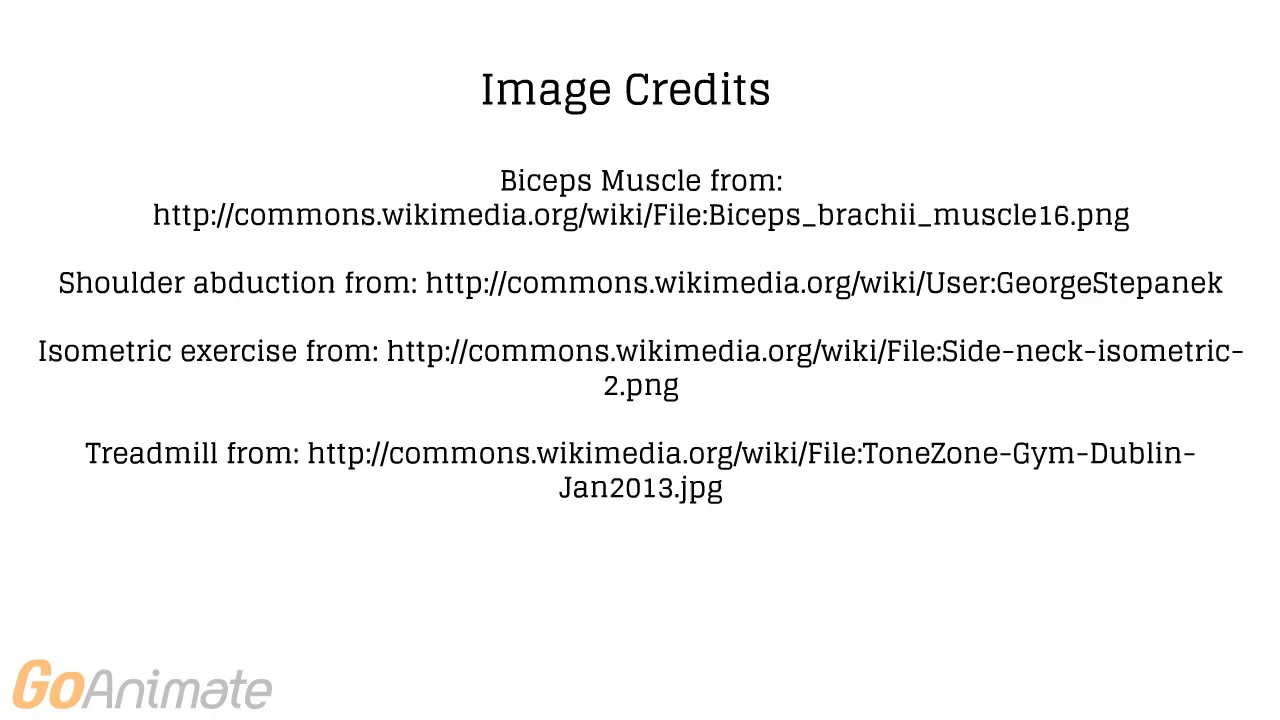 Image Credits
Biceps Muscle from:
http://commons.wikimedia.org/wiki/File:Biceps_brachii_muscle16.png
Shoulder abduction from: http://commons.wikimedia.org/wiki/User:GeorgeStepanek
Isometric exercise from: http://commons.wikimedia.org/wiki/File:Side-neck-isometric-
2.png
Treadmill from: http://commons.wikimedia.org/wiki/File:ToneZone-Gym-Dublin-
Jan2013.jpg
GoAnimate